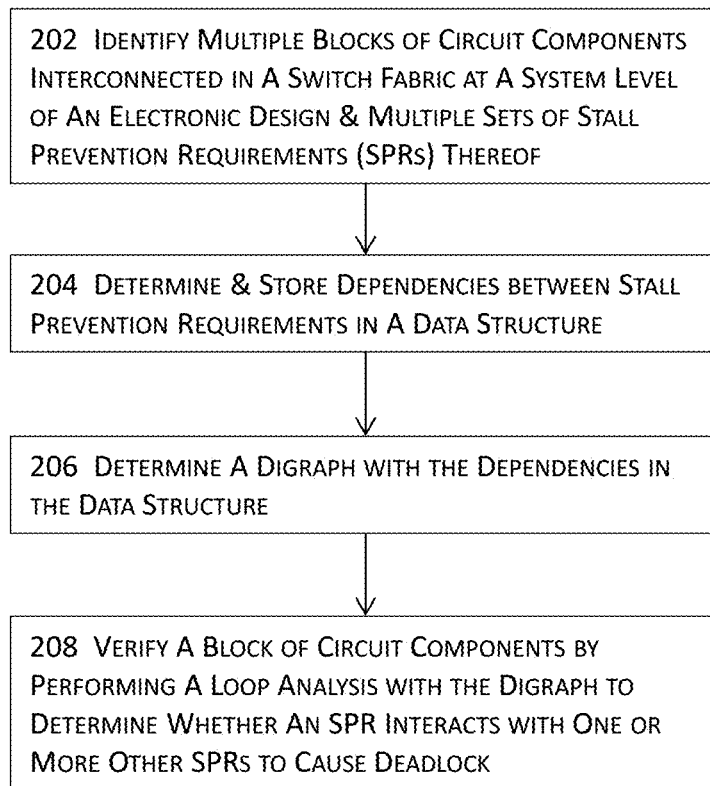 202 IDENTIFY MULTIPLE BLOCKS OF CIRCUIT COMPONENTS
INTERCONNECTED IN A SWITCH FABRIC AT A SYSTEM LEVEL
OF AN ELECTRONIC DESIGN & MULTIPLE SETS OF STALL
PREVENTION REQUIREMENTS (SPRS) THEREOF
204 DETERMINE & STORE DEPENDENCIES BETWEEN STALL
PREVENTION REQUIREMENTS IN A DATA STRUCTURE
206 DETERMINE A DIGRAPH WITH THE DEPENDENCIES IN
THE DATA STRUCTURE
208 VERIFY A BLOCK OF CIRCUIT COMPONENTS BY
PERFORMING A LOOP ANALYSIS WITH THE DIGRAPH TO
DETERMINE WHETHER AN SPR INTERACTS WITH ONE OR
MORE OTHER SPRS TO CAUSE DEADLOCK